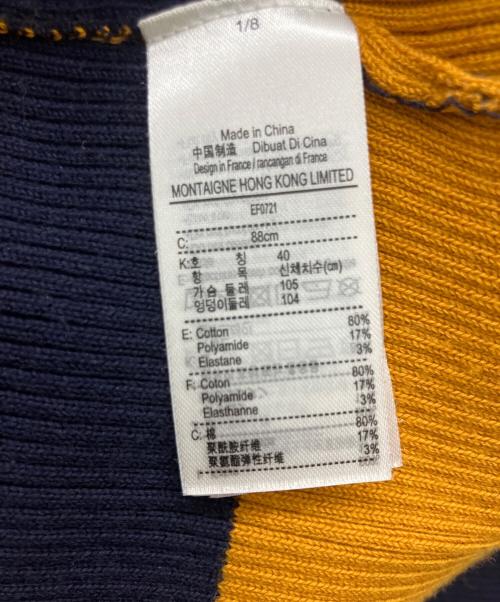 1/8
Made in China
中国制造 Dibuat Di Cina
Design in France / rancangan di France
MONTAIGNE HONG KONG LIMITED
EF0721
C: 88cm
K:호 칭 40
항 목 신체치수(㎝)
가슴 둘레 105
엉덩이둘레 104
E: Cotton 80%
Polyamide 17%
Elastane 3%
F: Coton 80%
Polyamide 17%
Elasthanne 3%
C: 棉 80%
聚酰胺纤维 17%
聚氨酯弹性纤维 3%